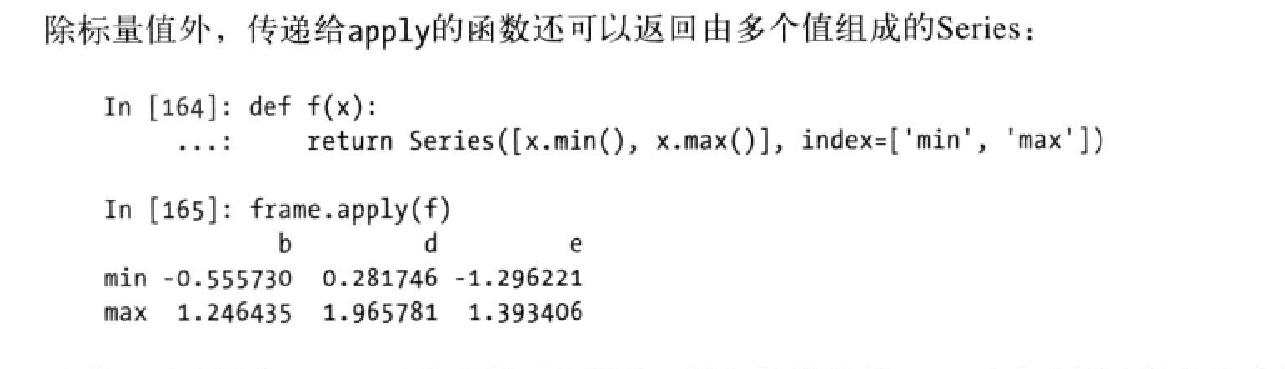 除标量值外，传递给apply的函数还可以返回由多个值组成的Series：
In [164]: def f(x):
     ...:     return Series([x.min(), x.max()], index=['min', 'max'])
In [165]: frame.apply(f)
            b         d         e
min -0.555730  0.281746 -1.296221
max  1.246435  1.965781  1.393406